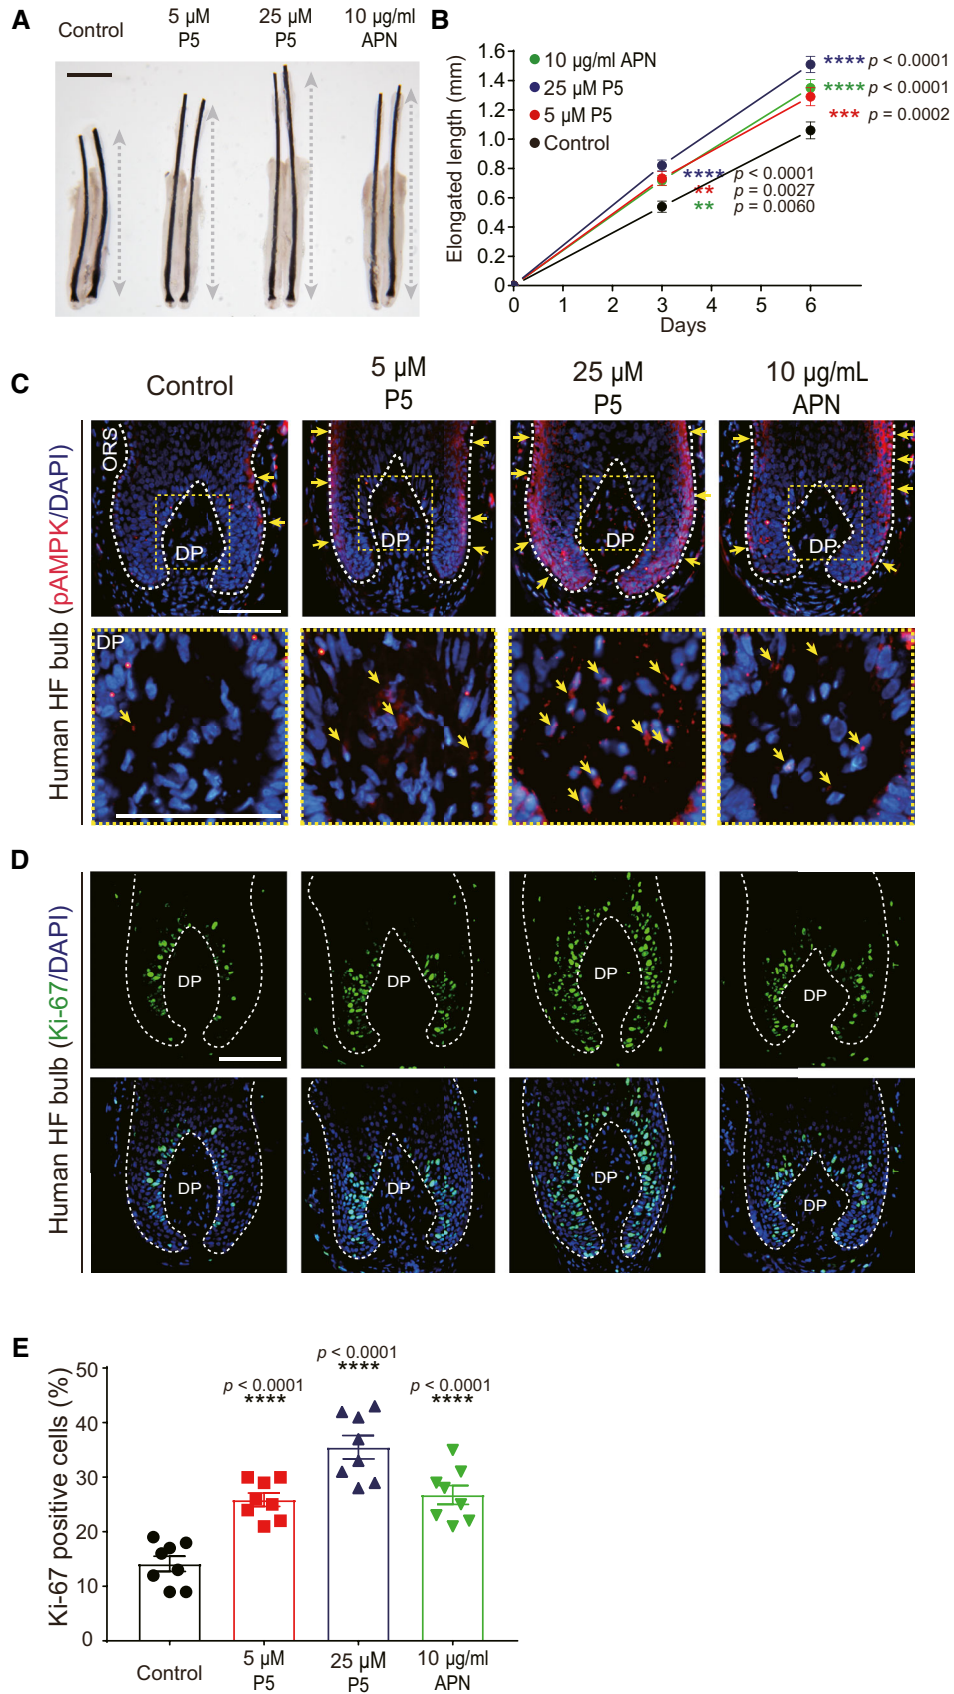 A
Control
5 µM
P5
25 µM
P5
10 µg/ml
APN
B
Elongated length (mm)
1.6
1.4
1.2
1.0
0.8
0.6
0.4
0.2
0
10 µg/ml APN
25 µM P5
5 µM P5
Control
**** p < 0.0001
**** p < 0.0001
*** p = 0.0002
**** p < 0.0001
** p = 0.0027
** p = 0.0060
0 1 2 3 4 5 6
Days
C
Control
5 µM
P5
25 µM
P5
10 µg/mL
APN
Human HF bulb (pAMPK/DAPI)
ORS
DP
DP
DP
DP
DP
D
Human HF bulb (Ki-67/DAPI)
DP
DP
DP
DP
DP
DP
DP
DP
E
Ki-67 positive cells (%)
50
40
30
20
10
0
p < 0.0001
****
p < 0.0001
****
p < 0.0001
****
Control
5 µM
P5
25 µM
P5
10 µg/ml
APN